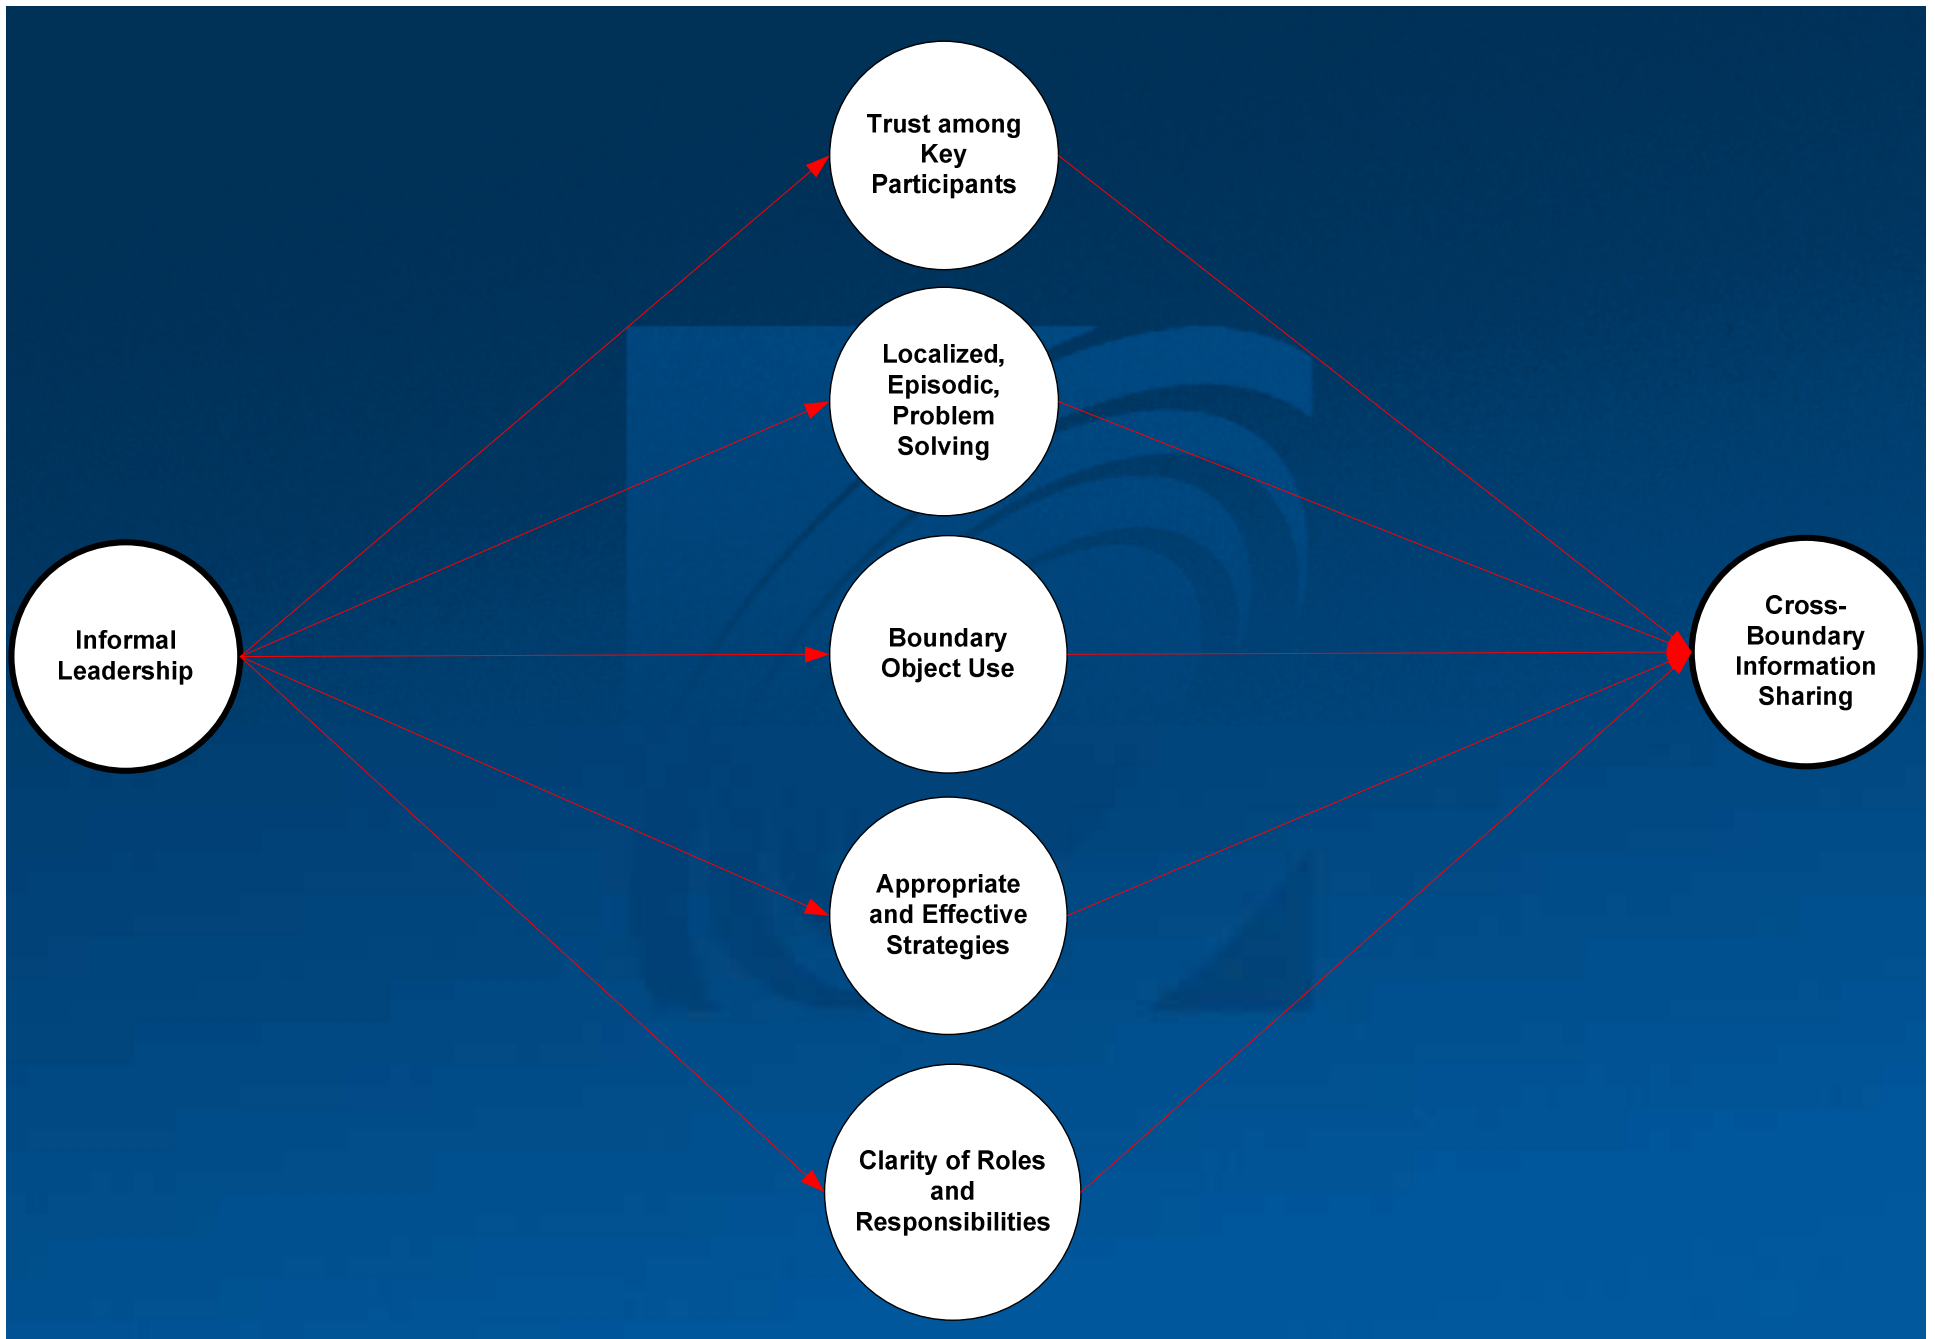 Trust among
Key
Participants
Localized,
Episodic,
Problem
Solving
Informal
Leadership
Boundary
Object Use
Cross-
Boundary
Information
Sharing
Appropriate
and Effective
Strategies
Clarity of Roles
and
Responsibilities